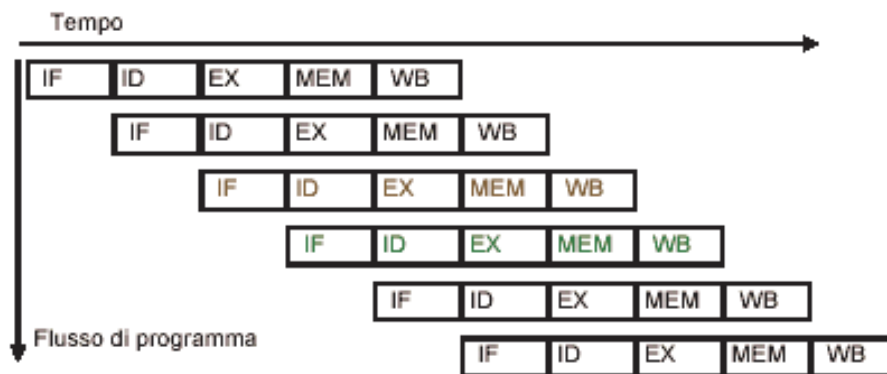 Tempo
IF ID EX MEM WB
IF ID EX MEM WB
IF ID EX MEM WB
IF ID EX MEM WB
IF ID EX MEM WB
Flusso di programma
IF ID EX MEM WB